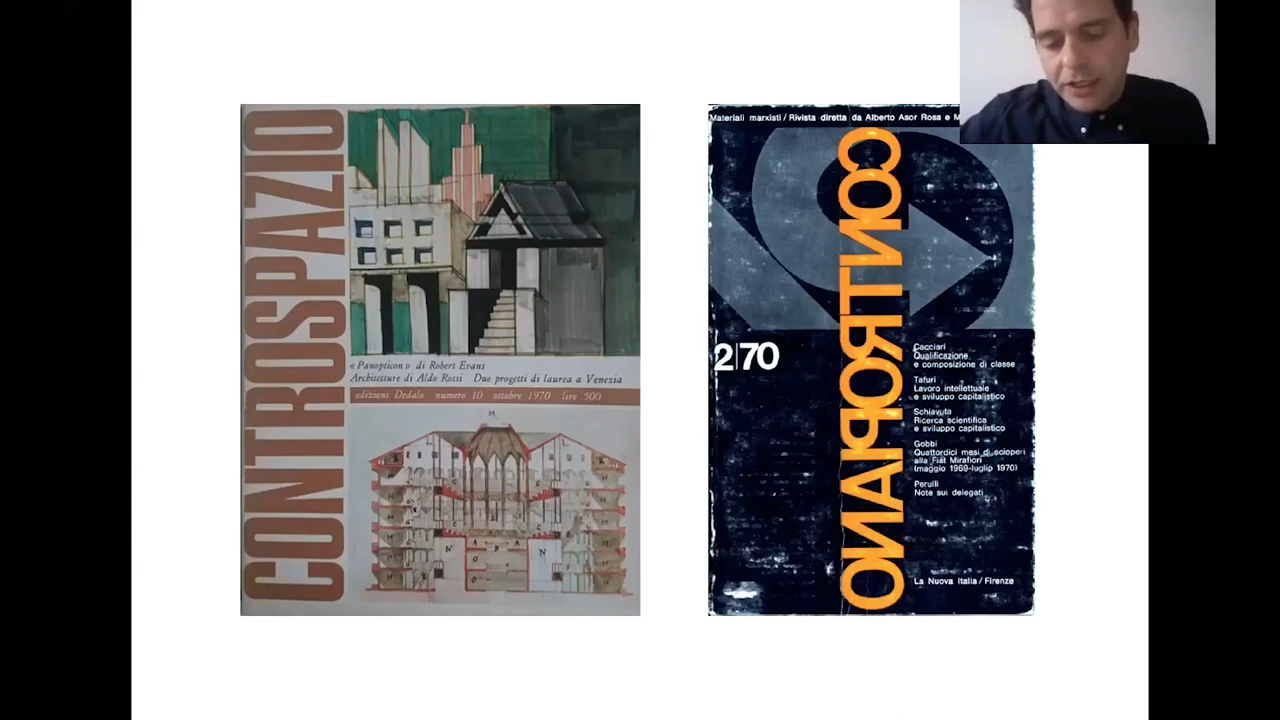 CONTROSPAZIO
« Panopticon » di Robert Evans
Architetture di Aldo Rossi Due progetti di laurea a Venezia
edizioni Dedalo numero 10 ottobre 1970 lire 500
Materiali marxisti / Rivista diretta da Alberto Asor Rosa e M
CONTROPIANO
2|70
Cacciari
Qualificazione
e composizione di classe
Tafuri
Lavoro intellettuale
e sviluppo capitalistico
Schiavuta
Ricerca scientifica
e sviluppo capitalistico
Gobbi
Quattordici mesi di scioperi
alla Fiat Mirafiori
(maggio 1969-luglio 1970)
Perulli
Note sui delegati
La Nuova Italia / Firenze